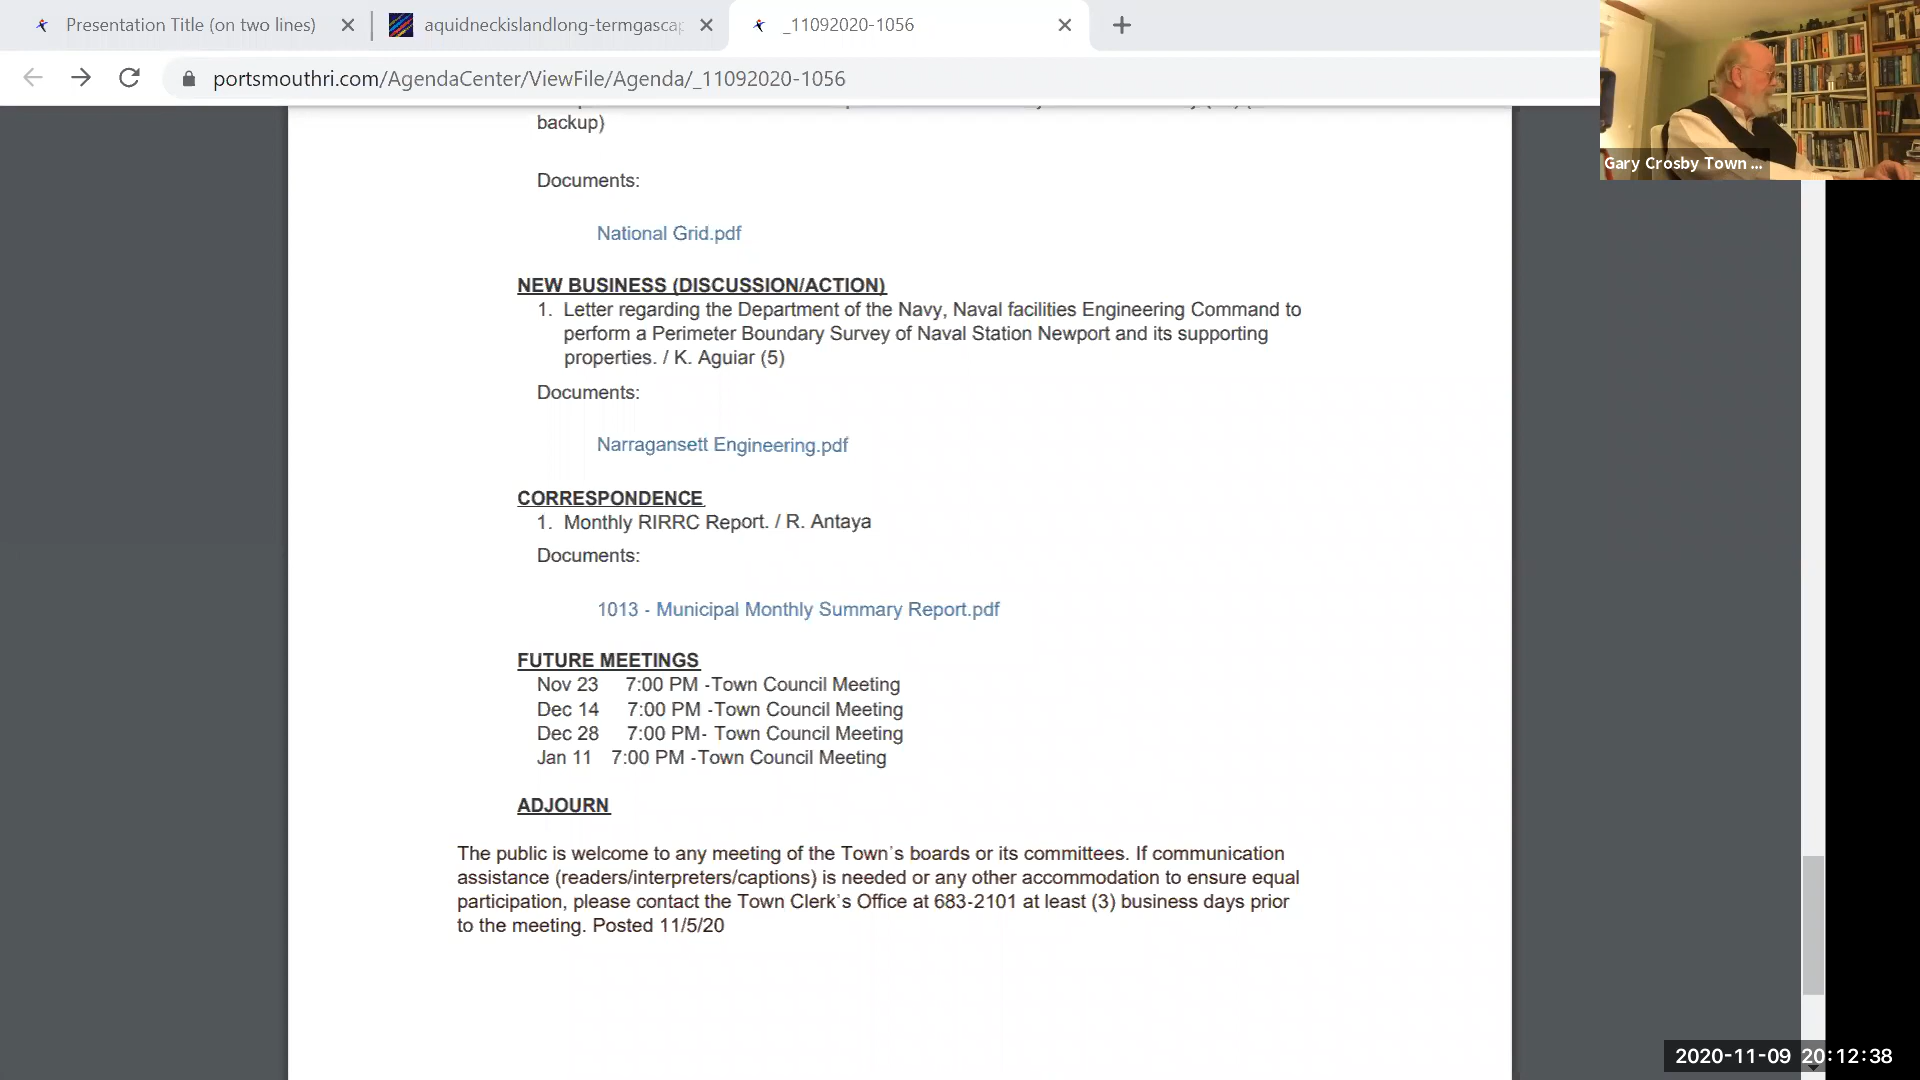 Presentation Title (on two lines)
aquidneckislandlong-termgascap
_11092020-1056
portsmouthri.com/AgendaCenter/ViewFile/Agenda/_11092020-1056
Gary Crosby Town ...
backup)
Documents:
National Grid.pdf
NEW BUSINESS (DISCUSSION/ACTION)
1. Letter regarding the Department of the Navy, Naval facilities Engineering Command to
perform a Perimeter Boundary Survey of Naval Station Newport and its supporting
properties. / K. Aguiar (5)
Documents:
Narragansett Engineering.pdf
CORRESPONDENCE
1. Monthly RIRRC Report. / R. Antaya
Documents:
1013 - Municipal Monthly Summary Report.pdf
FUTURE MEETINGS
Nov 23 7:00 PM -Town Council Meeting
Dec 14 7:00 PM -Town Council Meeting
Dec 28 7:00 PM- Town Council Meeting
Jan 11 7:00 PM -Town Council Meeting
ADJOURN
The public is welcome to any meeting of the Town's boards or its committees. If communication
assistance (readers/interpreters/captions) is needed or any other accommodation to ensure equal
participation, please contact the Town Clerk's Office at 683-2101 at least (3) business days prior
to the meeting. Posted 11/5/20
2020-11-09 20:12:38